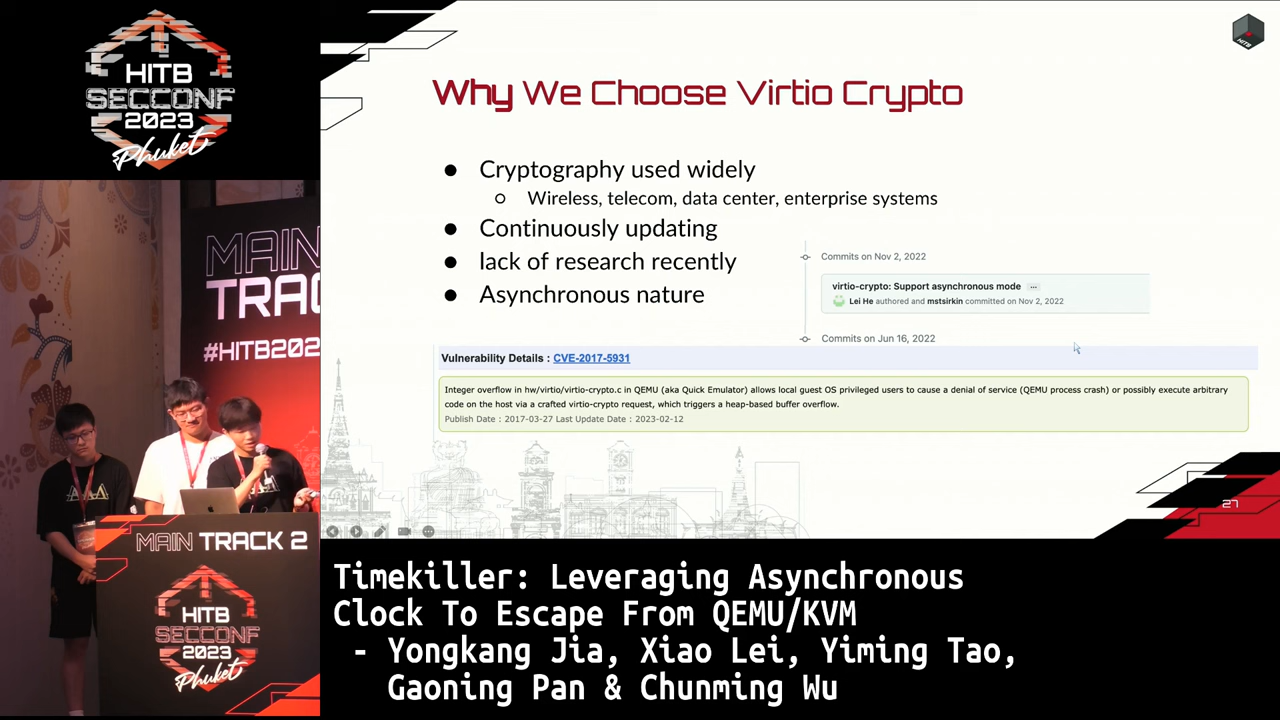 HITB
SECCONF
2023
Phuket
HITB
Why We Choose Virtio Crypto
● Cryptography used widely
○ Wireless, telecom, data center, enterprise systems
● Continuously updating
● lack of research recently
● Asynchronous nature
Commits on Nov 2, 2022
virtio-crypto: Support asynchronous mode ...
Lei He authored and mstsirkin committed on Nov 2, 2022
Commits on Jun 16, 2022
Vulnerability Details : CVE-2017-5931
Integer overflow in hw/virtio/virtio-crypto.c in QEMU (aka Quick Emulator) allows local guest OS privileged users to cause a denial of service (QEMU process crash) or possibly execute arbitrary
code on the host via a crafted virtio-crypto request, which triggers a heap-based buffer overflow.
Publish Date : 2017-03-27 Last Update Date : 2023-02-12
27
MAIN
TRAC
#HITB202
AAA
MAIN TRACK 2
HITB
SECCONF
2023
Phuket
Timekiller: Leveraging Asynchronous
Clock To Escape From QEMU/KVM
- Yongkang Jia, Xiao Lei, Yiming Tao,
Gaoning Pan & Chunming Wu